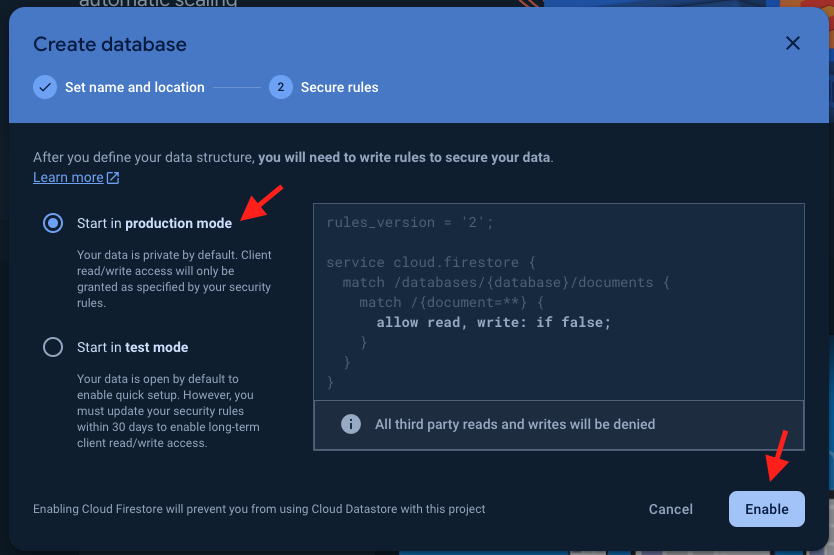 automatic scaling
Create database
Set name and location
2
Secure rules
After you define your data structure, you will need to write rules to secure your data.
Learn more
Start in production mode
Your data is private by default. Client
read/write access will only be
granted as specified by your security
rules.
Start in test mode
Your data is open by default to
enable quick setup. However, you
must update your security rules
within 30 days to enable long-term
client read/write access.
rules_version = '2';
service cloud.firestore {
match /databases/{database}/documents {
match /{document=**} {
allow read, write: if false;
}
}
}
All third party reads and writes will be denied
Enabling Cloud Firestore will prevent you from using Cloud Datastore with this project
Cancel
Enable